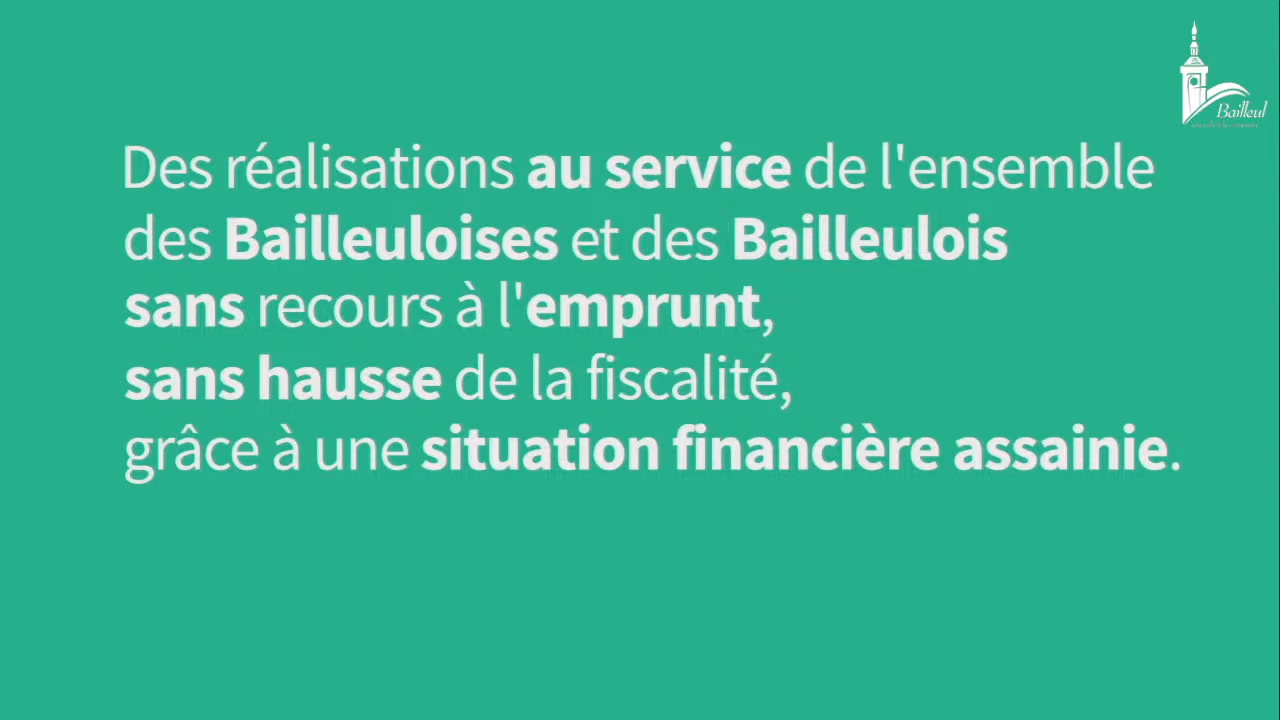 Bailleul
Des réalisations au service de l'ensemble
des Bailleuloises et des Bailleulois
sans recours à l'emprunt,
sans hausse de la fiscalité,
grâce à une situation financière assainie.